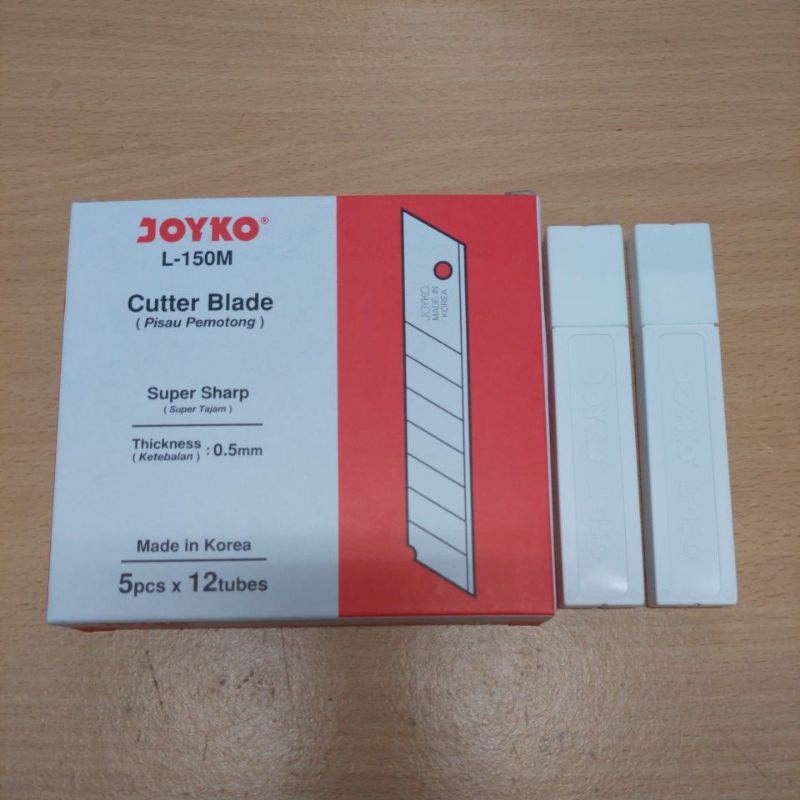 JOYKO®
L-150M
Cutter Blade
( Pisau Pemotong )
Super Sharp
( Super Tajam )
Thickness : 0.5mm
( Ketebalan )
Made in Korea
5pcs x 12tubes
JOYKO
MADE IN
KOREA
JOYKO L-150
JOYKO L-150